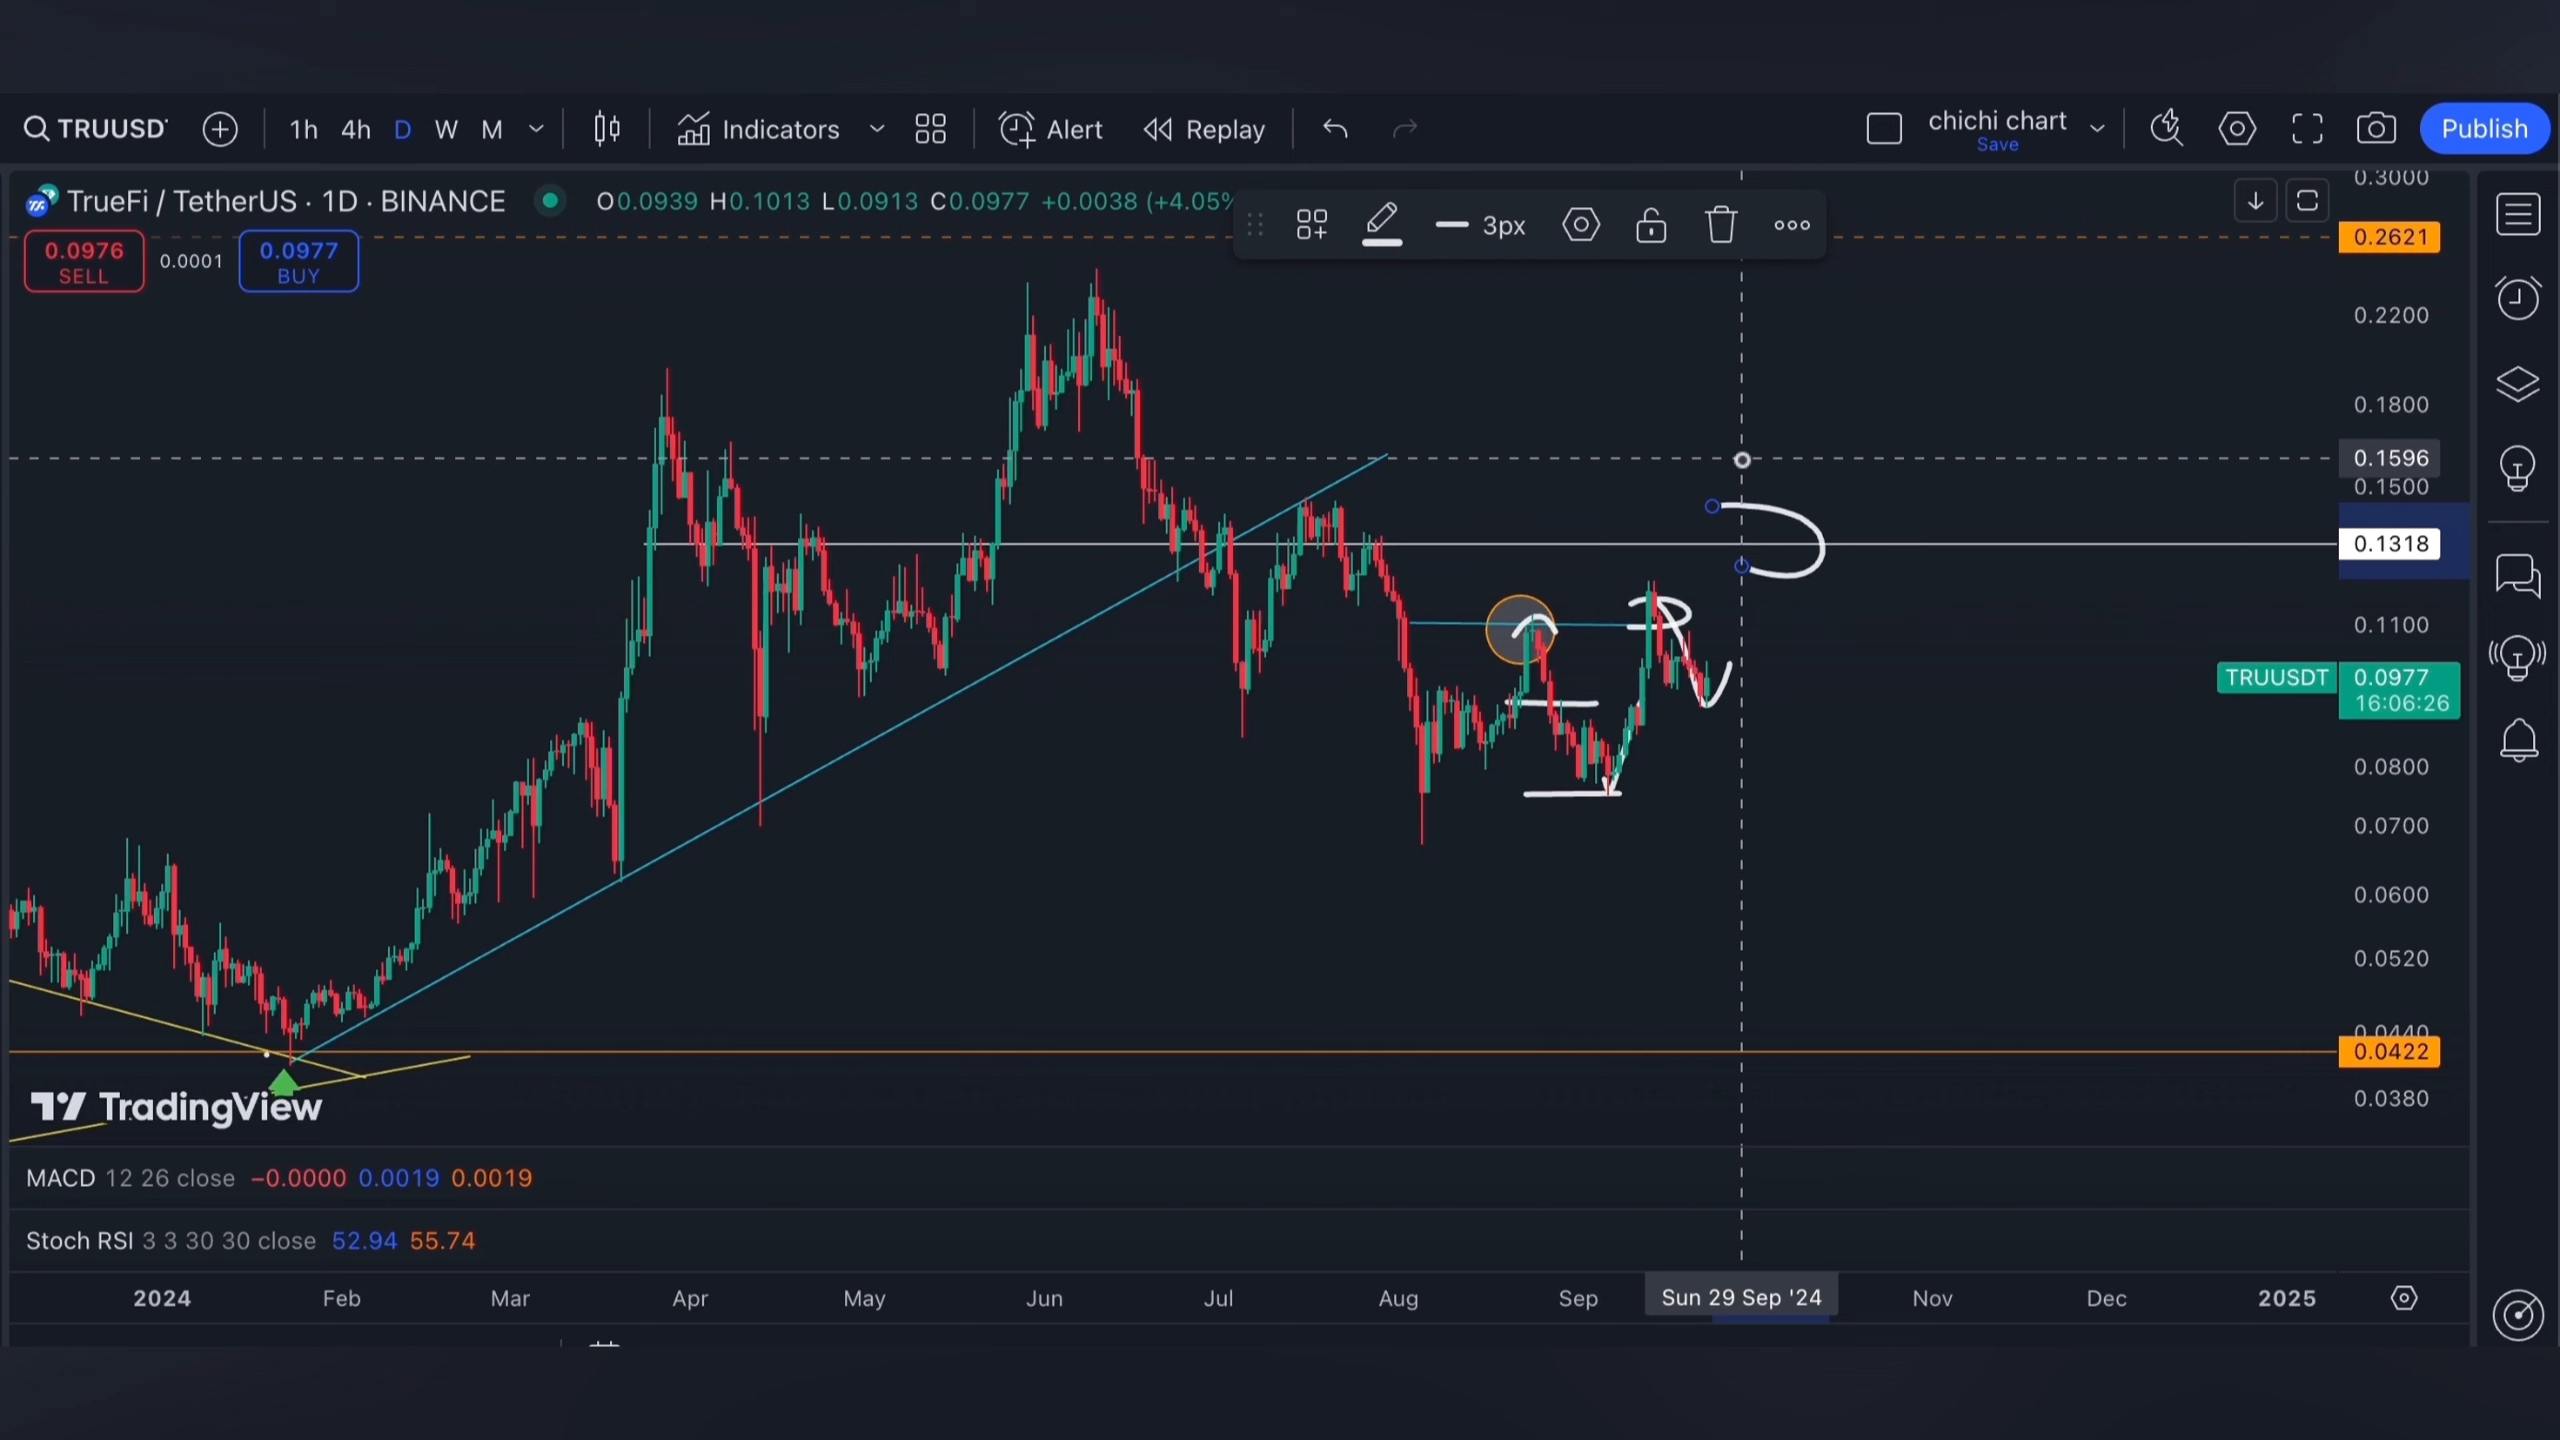 TRUUSDT 1h 4h D W M Indicators Alert Replay chichi chart Save Publish
TrueFi / TetherUS · 1D · BINANCE O0.0939 H0.1013 L0.0913 C0.0977 +0.0038 (+4.05%
3px
0.0976 SELL 0.0001 0.0977 BUY
0.3000
0.2621
0.2200
0.1800
0.1596
0.1500
0.1318
0.1100
TRUUSDT 0.0977
16:06:26
0.0800
0.0700
0.0600
0.0520
0.0440
0.0422
0.0380
TradingView
MACD 12 26 close −0.0000 0.0019 0.0019
Stoch RSI 3 3 30 30 close 52.94 55.74
2024 Feb Mar Apr May Jun Jul Aug Sep Sun 29 Sep '24 Nov Dec 2025